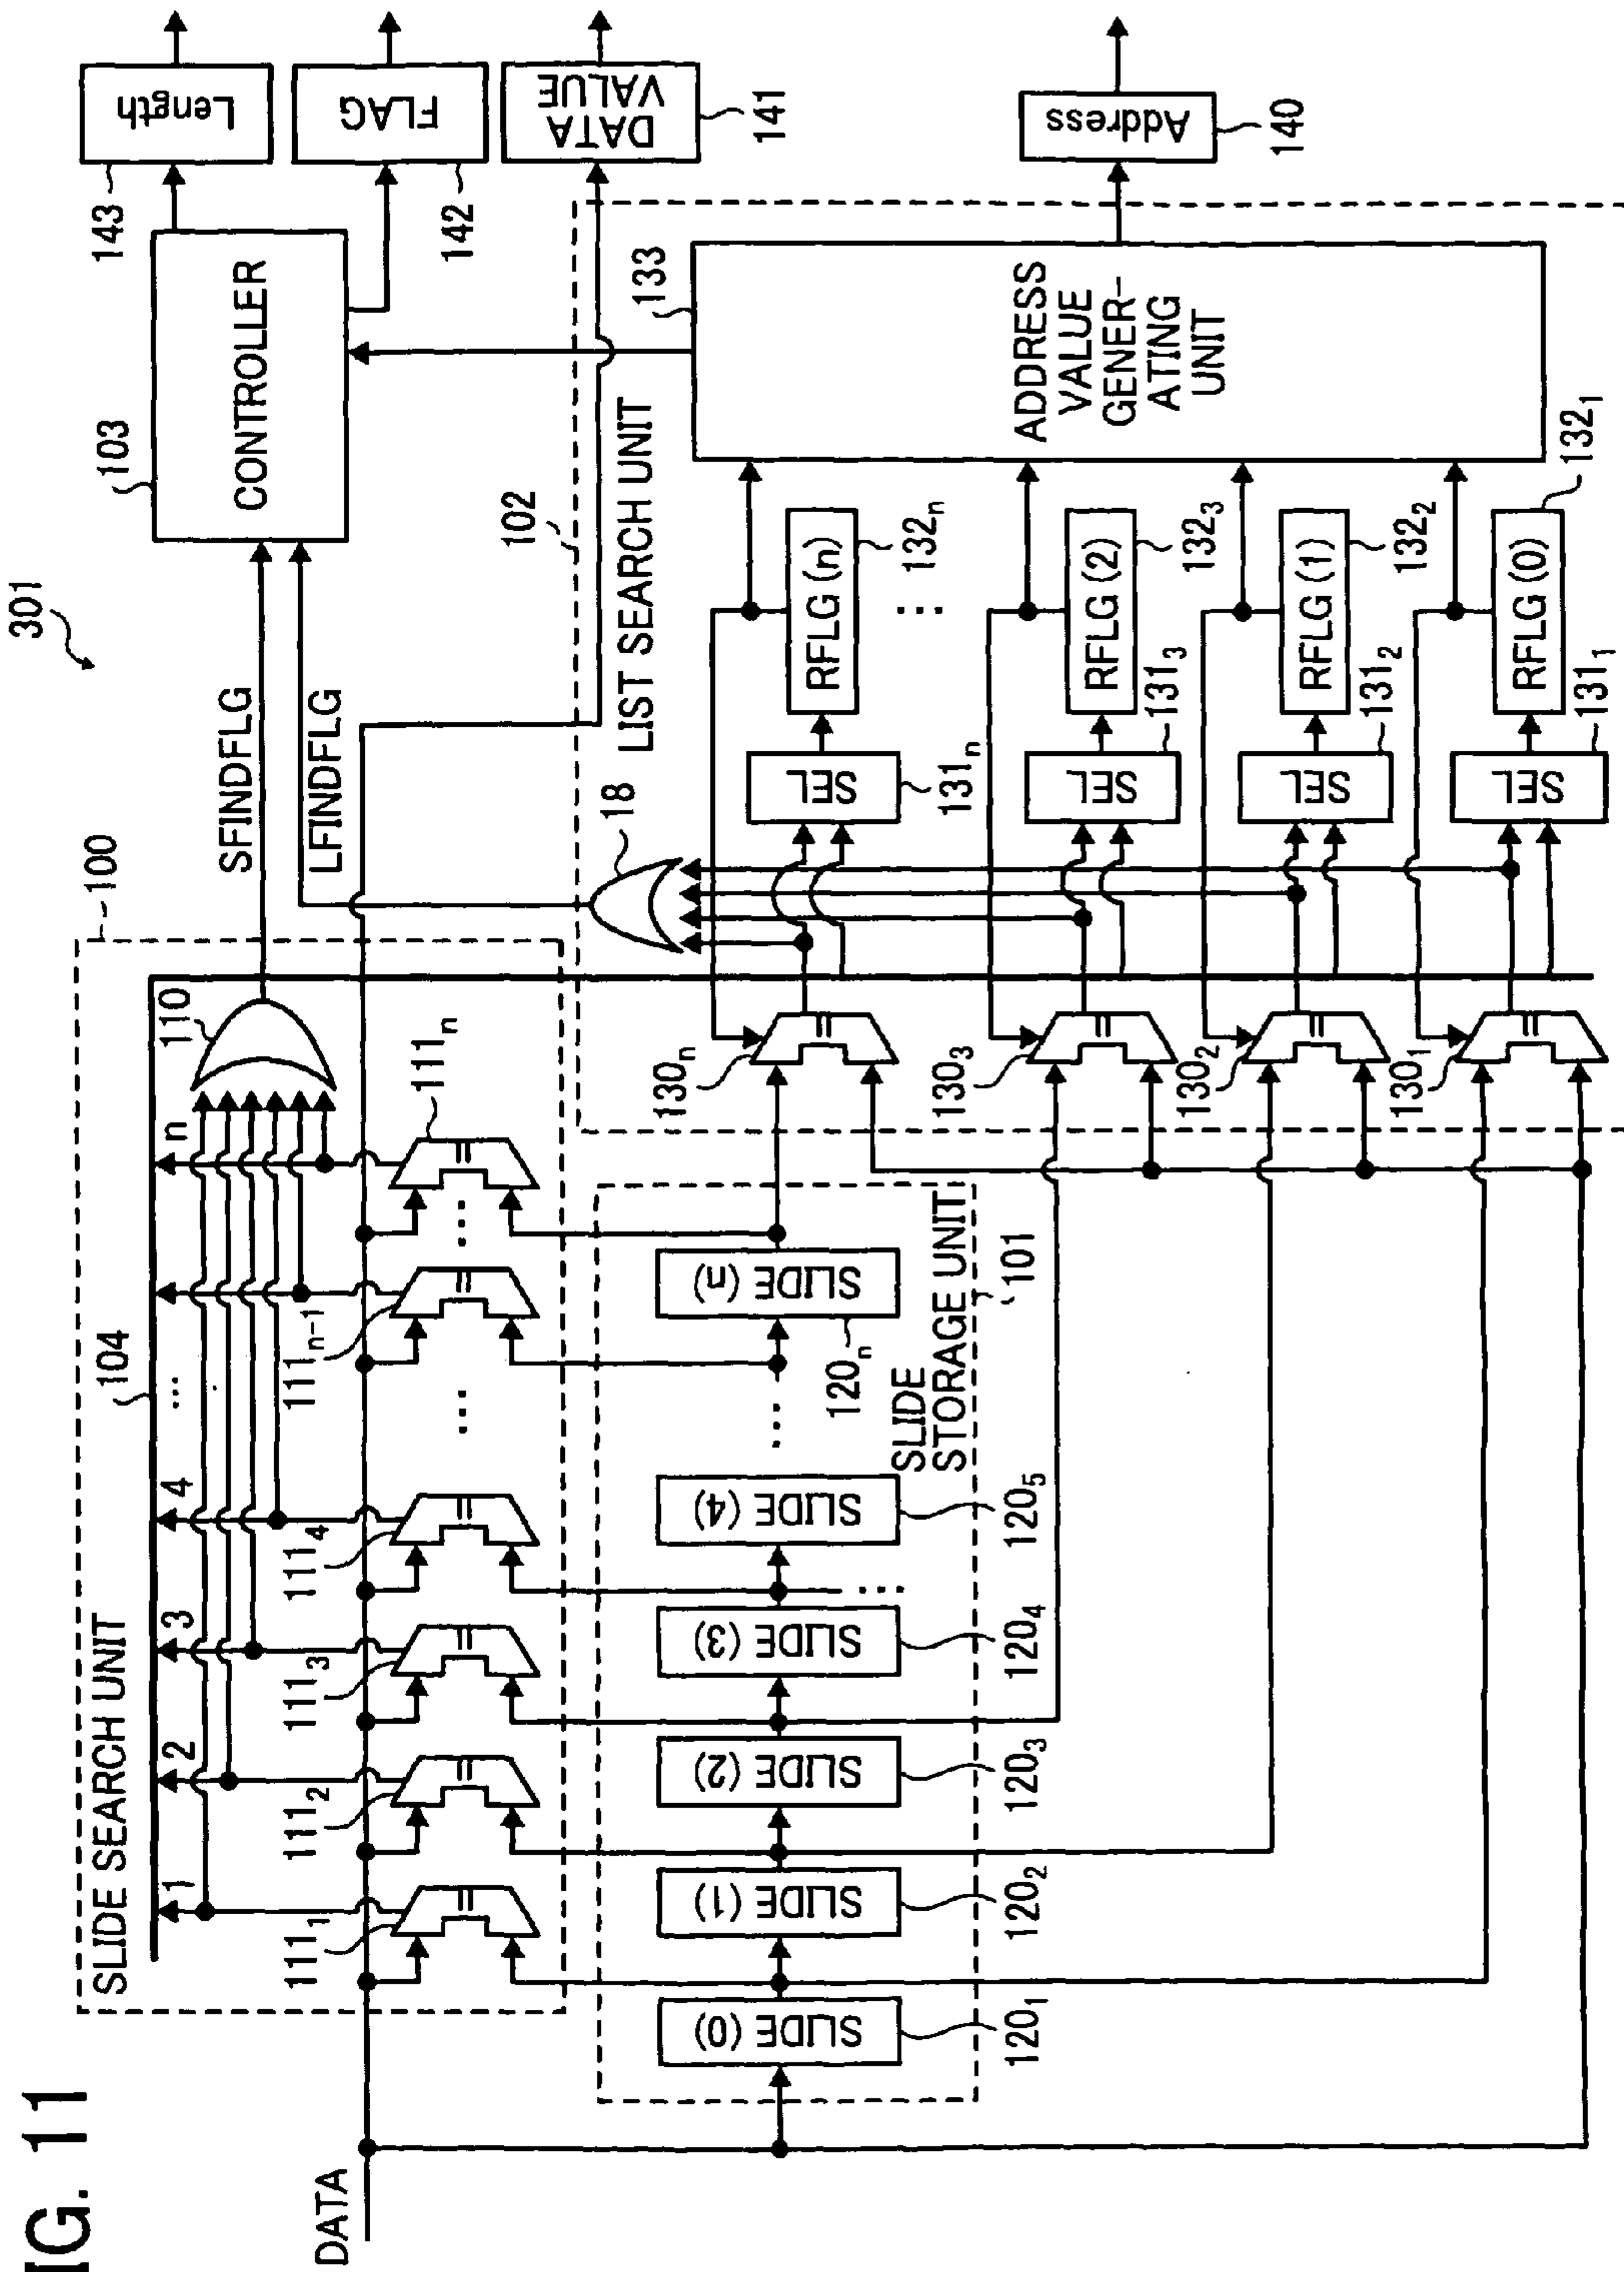 IG. 11
301
DATA
SLIDE SEARCH UNIT
100
104
1
2
3
4
...
n
110
111₁
111₂
111₃
111₄
...
111ₙ₋₁
...
111ₙ
SFINDFLG
LFINDFLG
103
CONTROLLER
143
Length
142
FLAG
141
DATA
VALUE
140
Address
SLIDE (0)
SLIDE (1)
SLIDE (2)
SLIDE (3)
SLIDE (4)
...
SLIDE (n)
120₁
120₂
120₃
120₄
120₅
120ₙ
...
SLIDE
STORAGE UNIT
101
102
LIST SEARCH UNIT
18
130ₙ
130₃
130₂
130₁
SEL
131ₙ
SEL
131₃
SEL
131₂
SEL
131₁
RFLG (n)
132ₙ
...
RFLG (2)
132₃
RFLG (1)
132₂
RFLG (0)
132₁
133
ADDRESS
VALUE
GENER-
ATING
UNIT